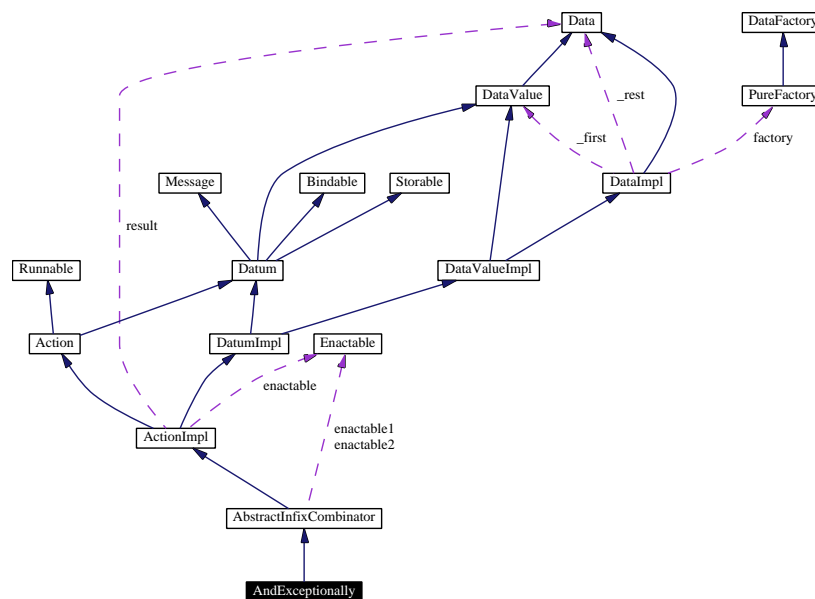 Data
DataFactory
DataValue
PureFactory
_rest
_first
factory
Message
Bindable
Storable
DataImpl
result
Runnable
Datum
DataValueImpl
Action
DatumImpl
Enactable
enactable
ActionImpl
enactable1
enactable2
AbstractInfixCombinator
AndExceptionally